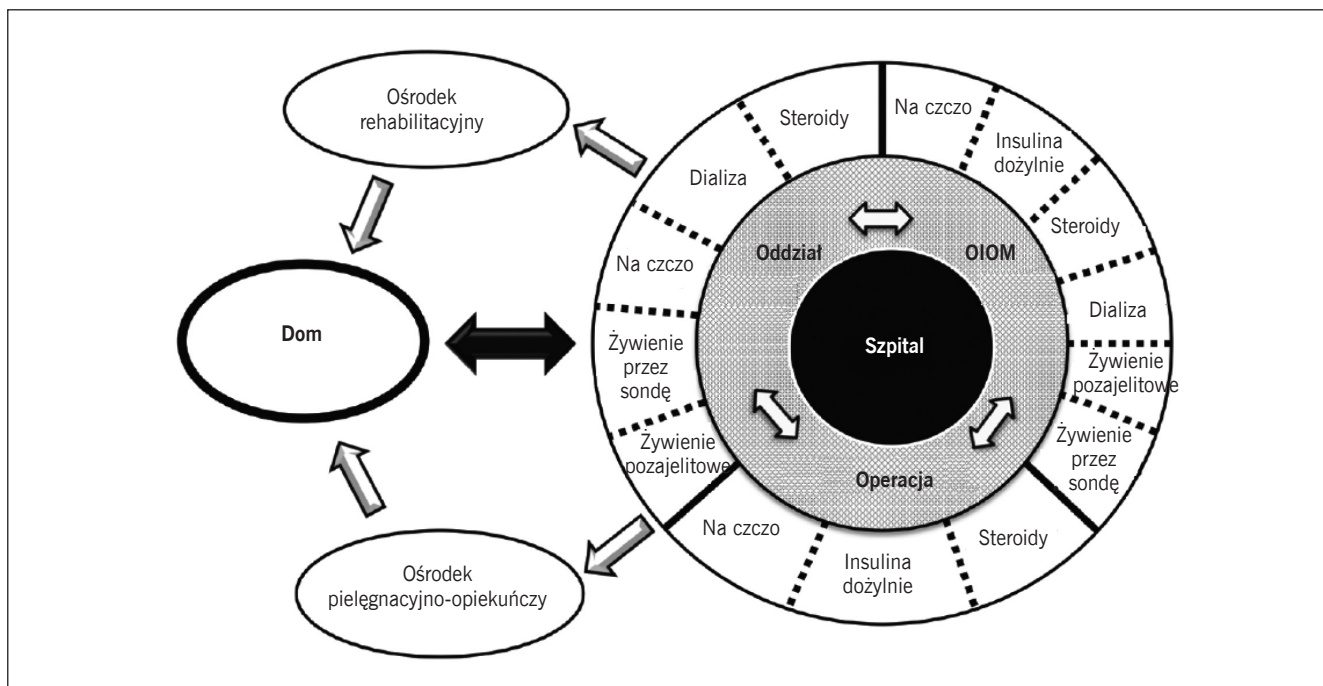 Ośrodek
rehabilitacyjny
Dom
Ośrodek
pielęgnacyjno-opiekuńczy
Steroidy
Na czczo
Insulina
dożylnie
Steroidy
Dializa
Żywienie
pozajelitowe
Żywienie
przez
sondę
Steroidy
Insulina
dożylnie
Na czczo
Żywienie
pozajelitowe
Żywienie
przez
sondę
Na czczo
Dializa
Oddział
OIOM
Szpital
Operacja